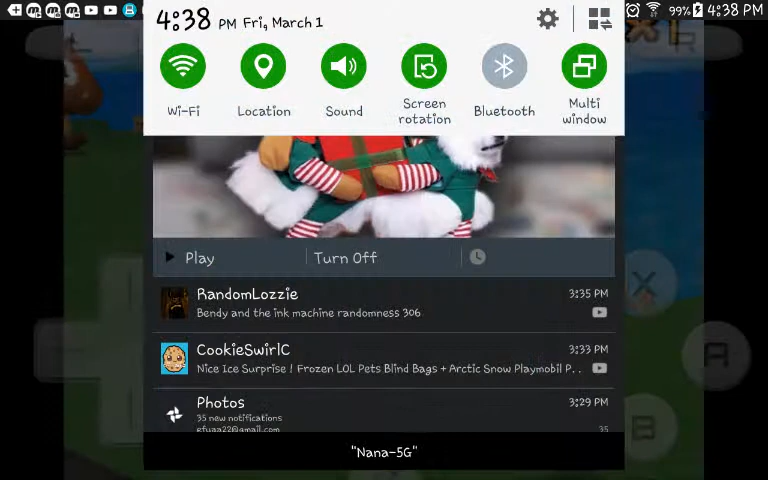 99% 4:38 PM
4:38 PM Fri, March 1
Wi-Fi
Location
Sound
Screen
rotation
Bluetooth
Multi
window
Play
Turn Off
RandomLozzie
3:35 PM
Bendy and the ink machine randomness 306
CookieSwirlC
3:33 PM
Nice Ice Surprise ! Frozen LOL Pets Blind Bags + Arctic Snow Playmobil P. .
Photos
3:29 PM
35 new notifications
35
"Nana-5G"
L
R
X
A
B